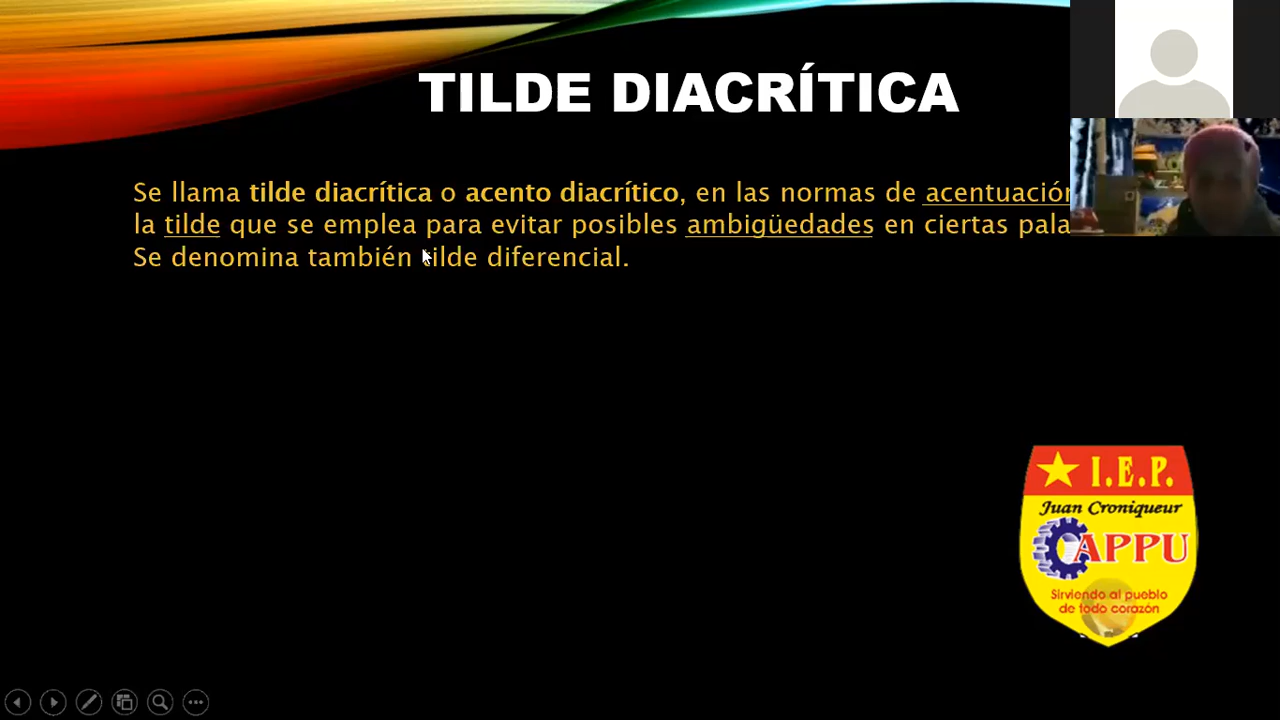 TILDE DIACRÍTICA
Se llama tilde diacrítica o acento diacrítico, en las normas de acentuación
la tilde que se emplea para evitar posibles ambigüedades en ciertas
Se denomina también tilde diferencial.
I.E.P.
Juan Croniqueur
CAPPU
Sirviendo al pueblo
de todo corazón